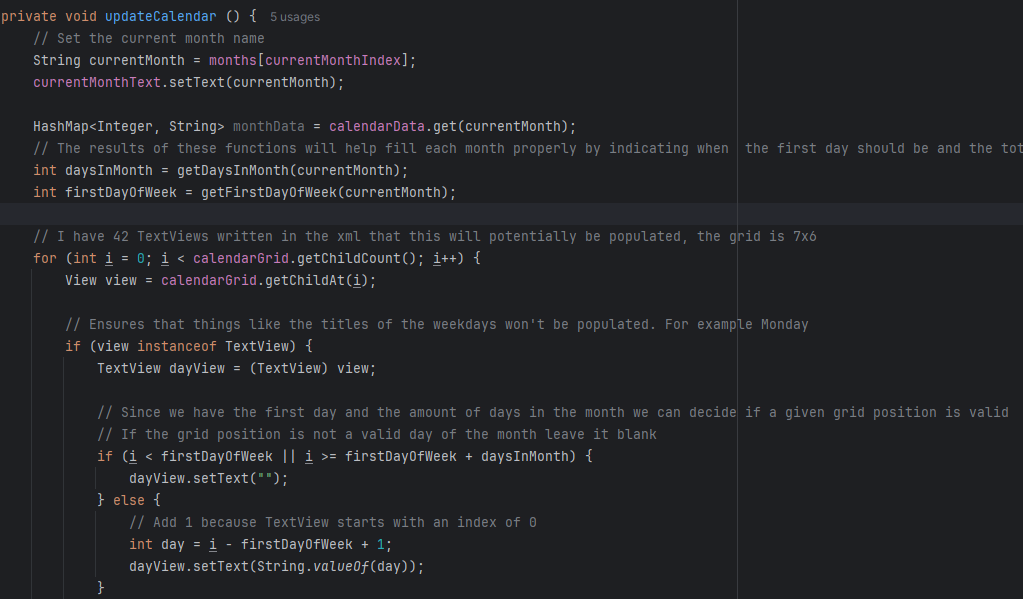 private void updateCalendar () {  5 usages
    // Set the current month name
    String currentMonth = months[currentMonthIndex];
    currentMonthText.setText(currentMonth);

    HashMap<Integer, String> monthData = calendarData.get(currentMonth);
    // The results of these functions will help fill each month properly by indicating when  the first day should be and the tot
    int daysInMonth = getDaysInMonth(currentMonth);
    int firstDayOfWeek = getFirstDayOfWeek(currentMonth);

    // I have 42 TextViews written in the xml that this will potentially be populated, the grid is 7x6
    for (int i = 0; i < calendarGrid.getChildCount(); i++) {
        View view = calendarGrid.getChildAt(i);

        // Ensures that things like the titles of the weekdays won't be populated. For example Monday
        if (view instanceof TextView) {
            TextView dayView = (TextView) view;

            // Since we have the first day and the amount of days in the month we can decide if a given grid position is valid
            // If the grid position is not a valid day of the month leave it blank
            if (i < firstDayOfWeek || i >= firstDayOfWeek + daysInMonth) {
                dayView.setText("");
            } else {
                // Add 1 because TextView starts with an index of 0
                int day = i - firstDayOfWeek + 1;
                dayView.setText(String.valueOf(day));
            }